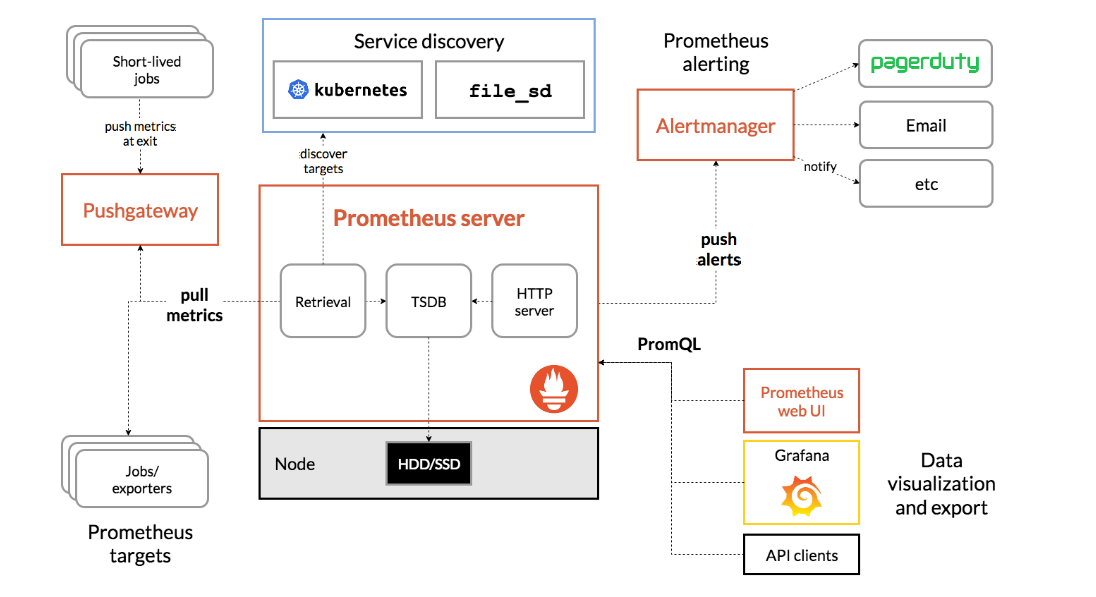 Short-lived
jobs
push metrics
at exit
Pushgateway
Service discovery
kubernetes
file_sd
discover
targets
Prometheus
alerting
Alertmanager
pagerduty
Email
etc
notify
Prometheus server
Retrieval
TSDB
HTTP
server
pull
metrics
push
alerts
PromQL
Node
HDD/SSD
Jobs/
exporters
Prometheus
targets
Prometheus
web UI
Grafana
API clients
Data
visualization
and export